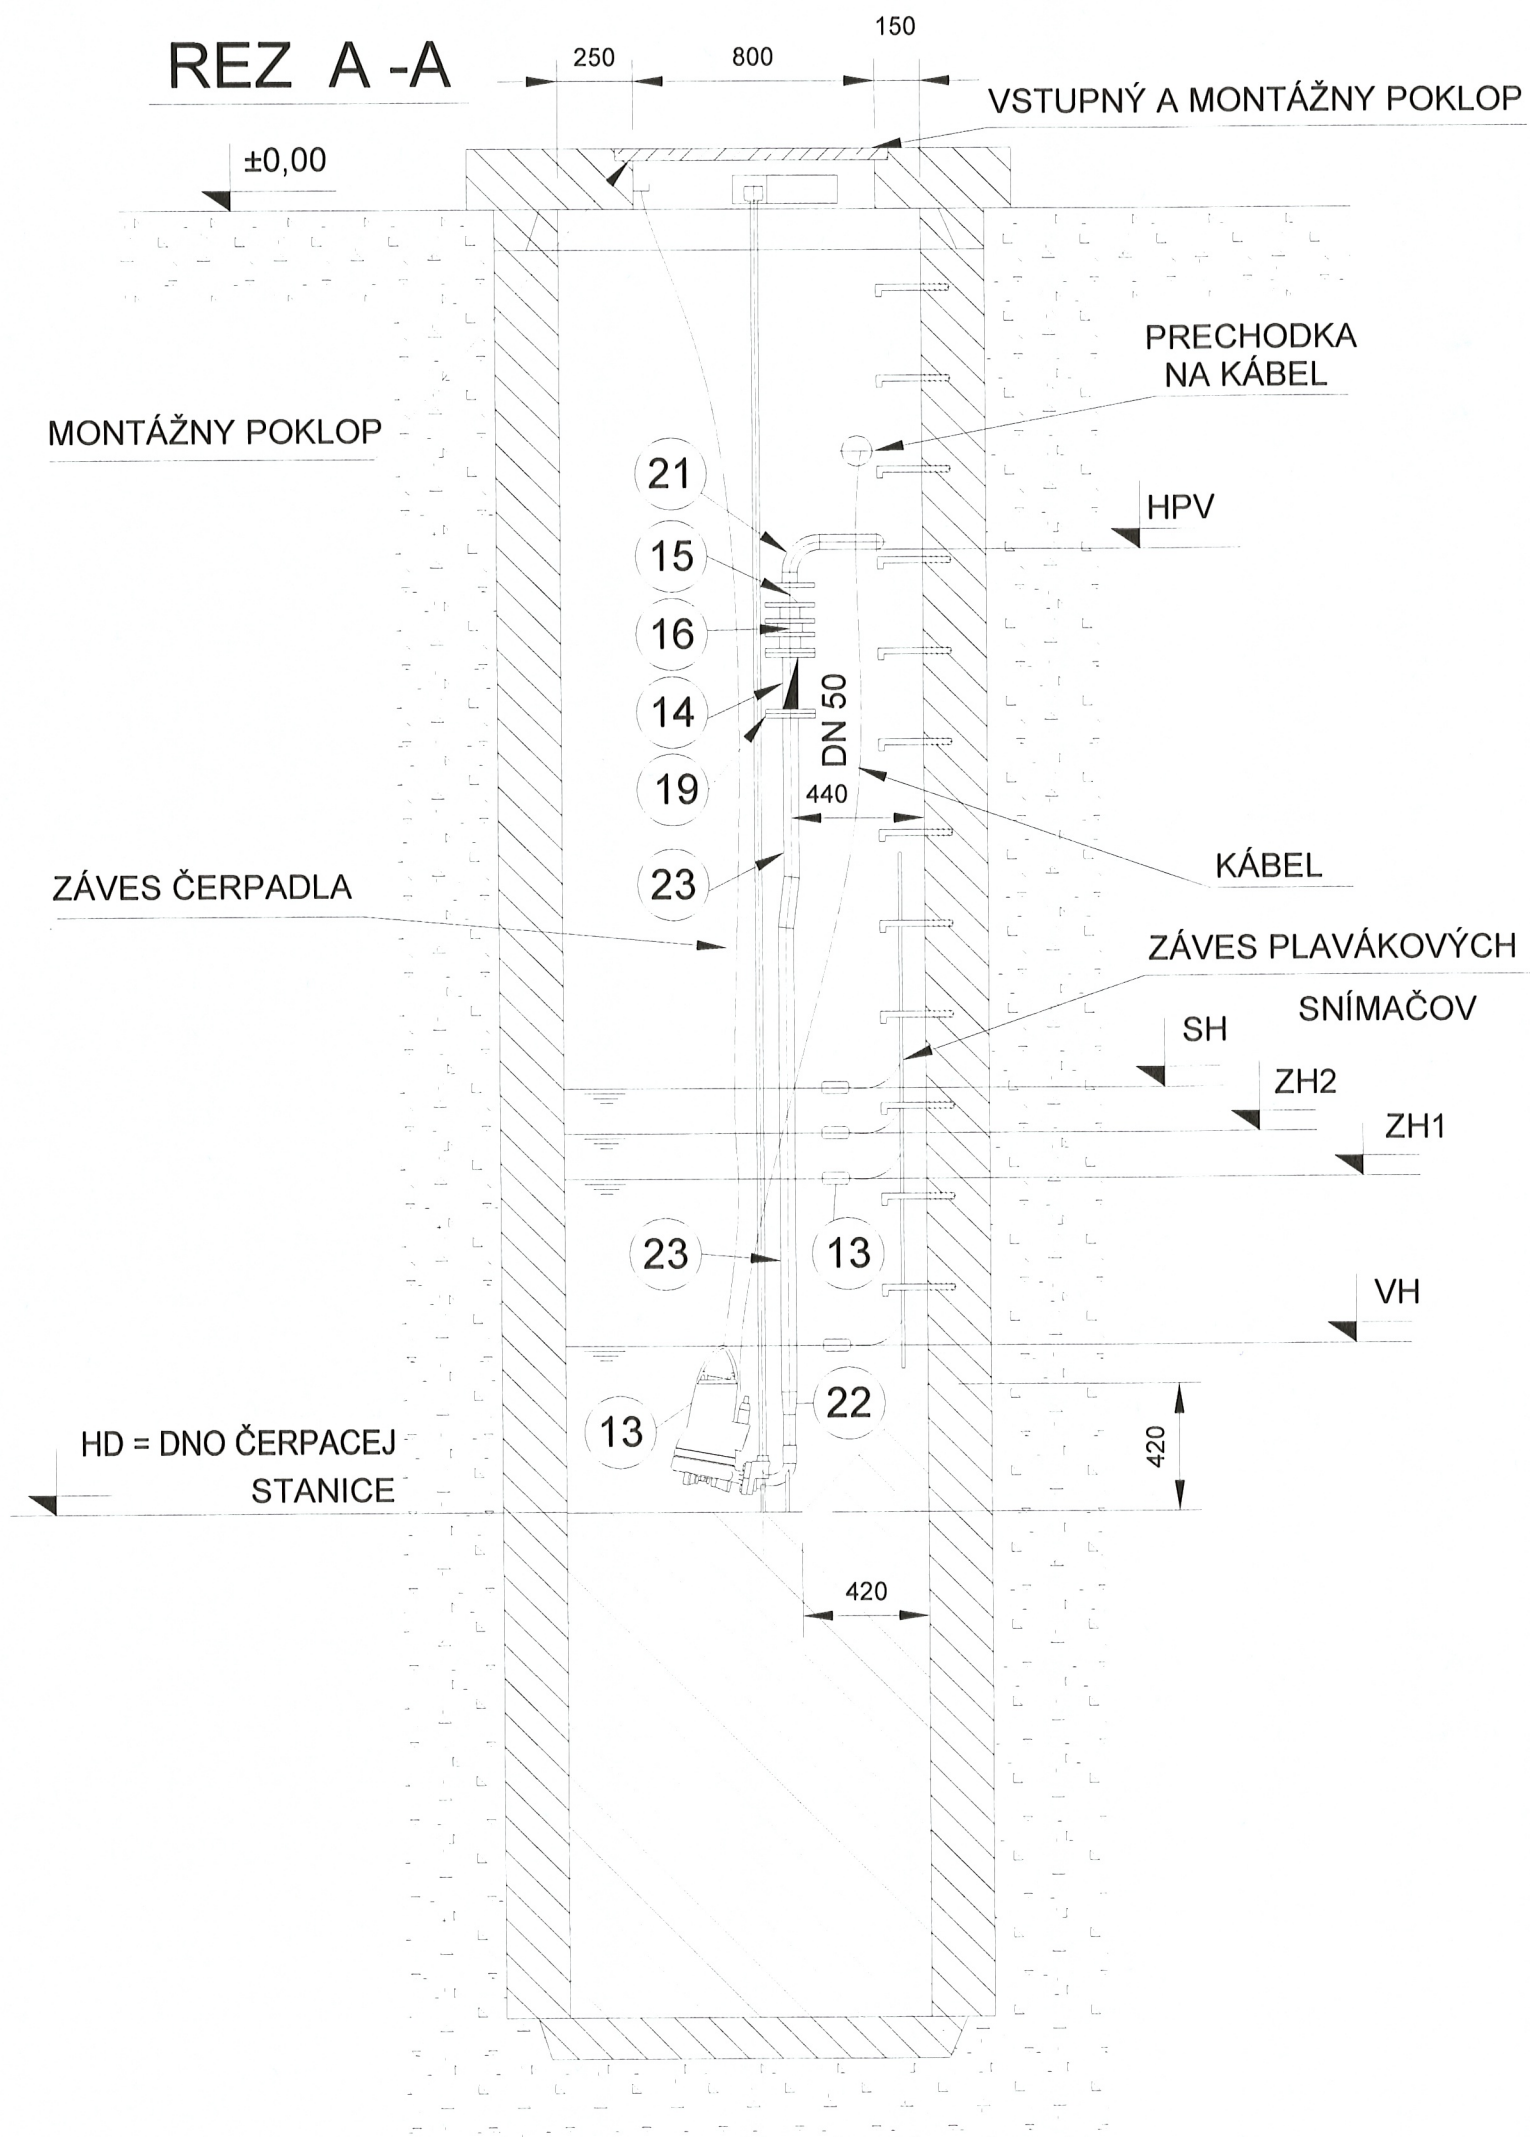 150
REZ A -A
250
800
VSTUPNÝ A MONTÁŽNY POKLOP
±0,00
PRECHODKA
NA KÁBEL
MONTÁŽNY POKLOP
21
HPV
15
16
14
DN 50
19
440
23
KÁBEL
ZÁVES ČERPADLA
ZÁVES PLAVÁKOVÝCH
SNÍMAČOV
SH
ZH2
ZH1
23
13
VH
22
13
HD = DNO ČERPACEJ
STANICE
420
420